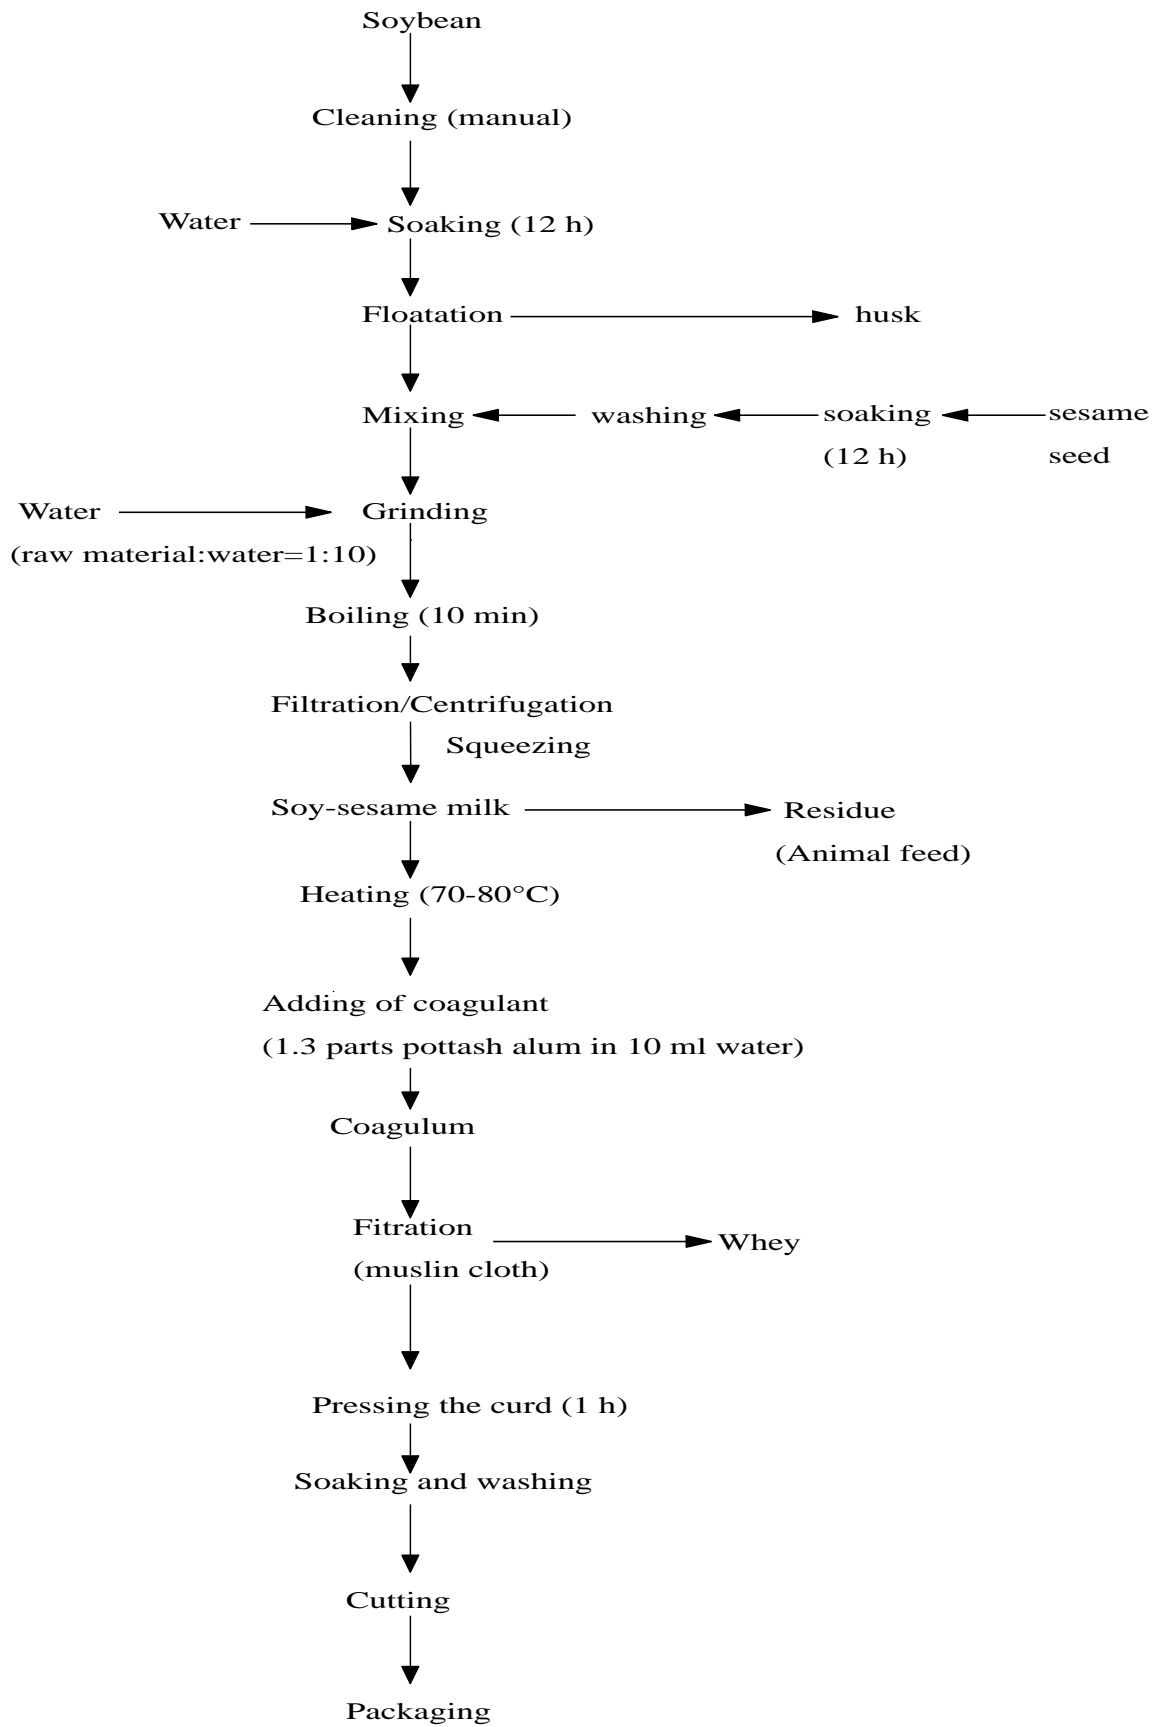 Soybean
Cleaning (manual)
Water
Soaking (12 h)
Floatation
husk
Mixing
washing
soaking
(12 h)
sesame
seed
Water
(raw material:water=1:10)
Grinding
Boiling (10 min)
Filtration/Centrifugation
Squeezing
Soy-sesame milk
Residue
(Animal feed)
Heating (70-80°C)
Adding of coagulant
(1.3 parts pottash alum in 10 ml water)
Coagulum
Fitration
(muslin cloth)
Whey
Pressing the curd (1 h)
Soaking and washing
Cutting
Packaging